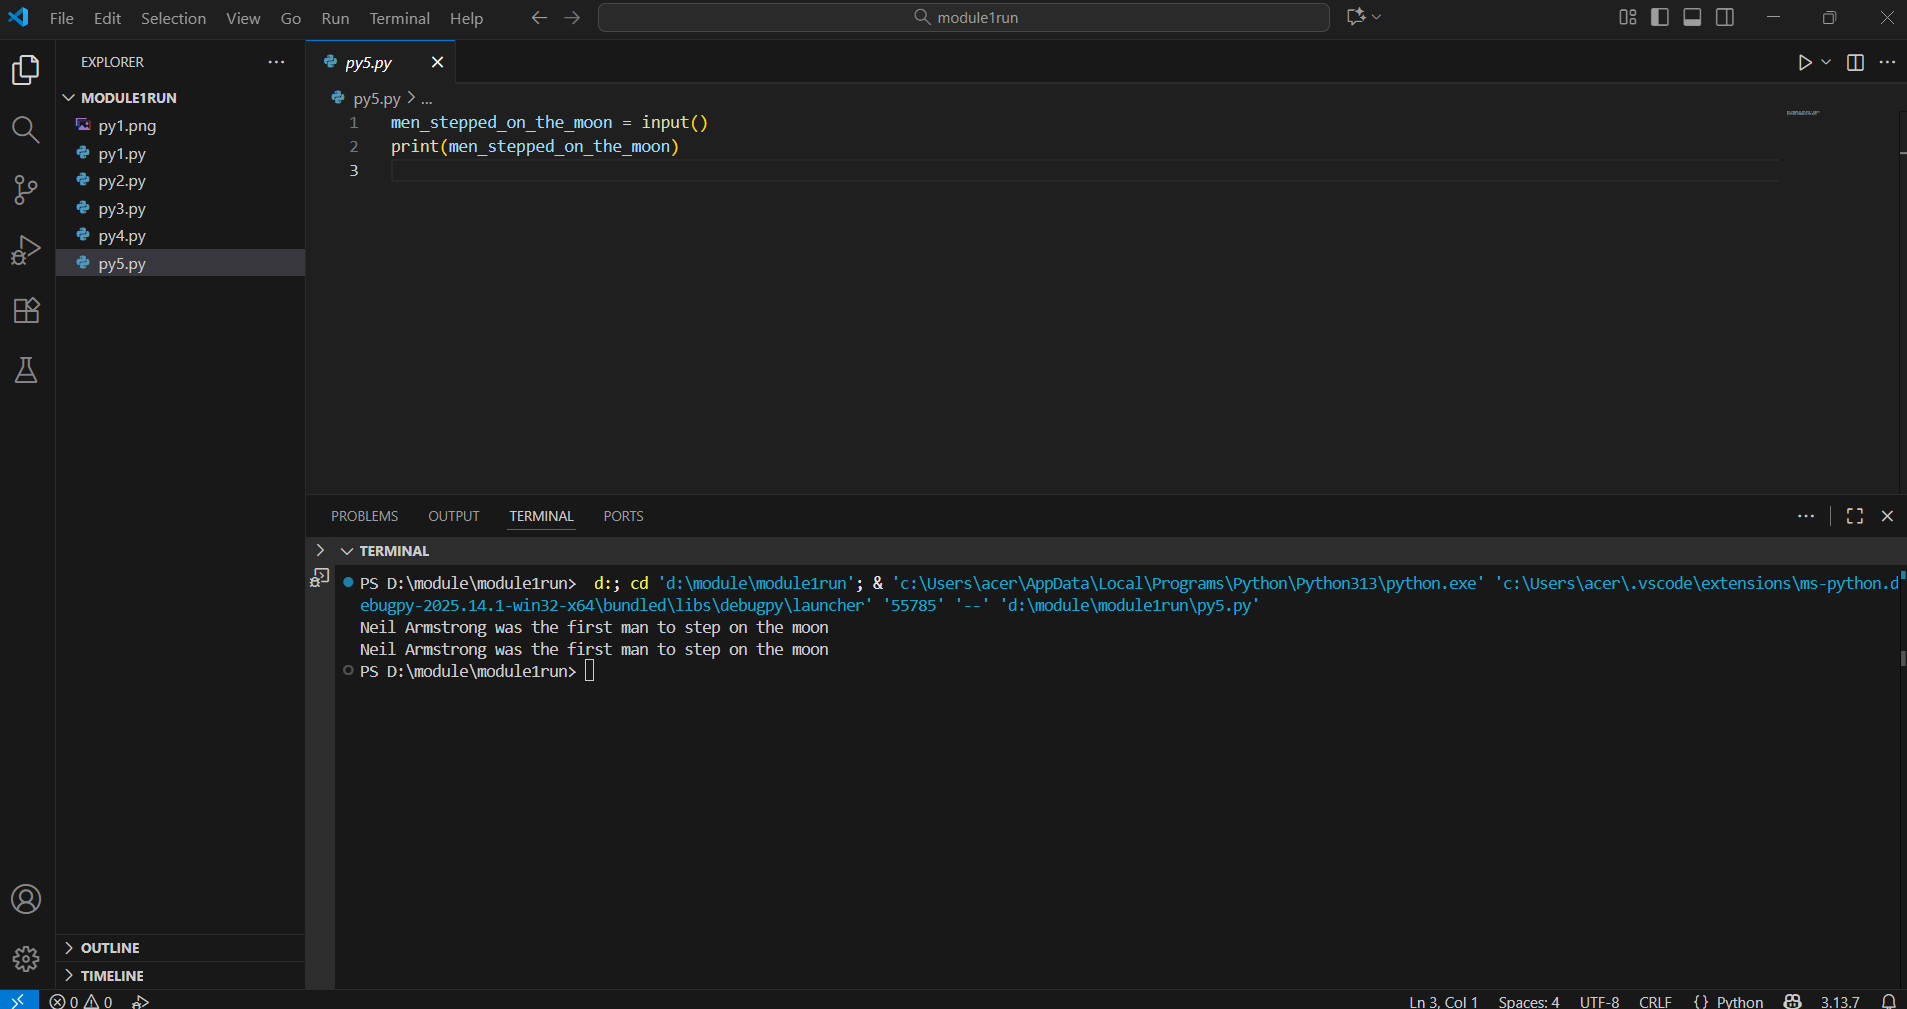 File Edit Selection View Go Run Terminal Help
module1run
EXPLORER
MODULE1RUN
py1.png
py1.py
py2.py
py3.py
py4.py
py5.py
OUTLINE
TIMELINE
py5.py
py5.py > ...
1 men_stepped_on_the_moon = input()
2 print(men_stepped_on_the_moon)
3
PROBLEMS OUTPUT TERMINAL PORTS
TERMINAL
PS D:\module\module1run>  d:; cd 'd:\module\module1run'; & 'c:\Users\acer\AppData\Local\Programs\Python\Python313\python.exe' 'c:\Users\acer\.vscode\extensions\ms-python.d
ebugpy-2025.14.1-win32-x64\bundled\libs\debugpy\launcher' '55785' '--' 'd:\module\module1run\py5.py'
Neil Armstrong was the first man to step on the moon
Neil Armstrong was the first man to step on the moon
PS D:\module\module1run>
0 0 Ln 3, Col 1 Spaces: 4 UTF-8 CRLF {} Python 3.13.7